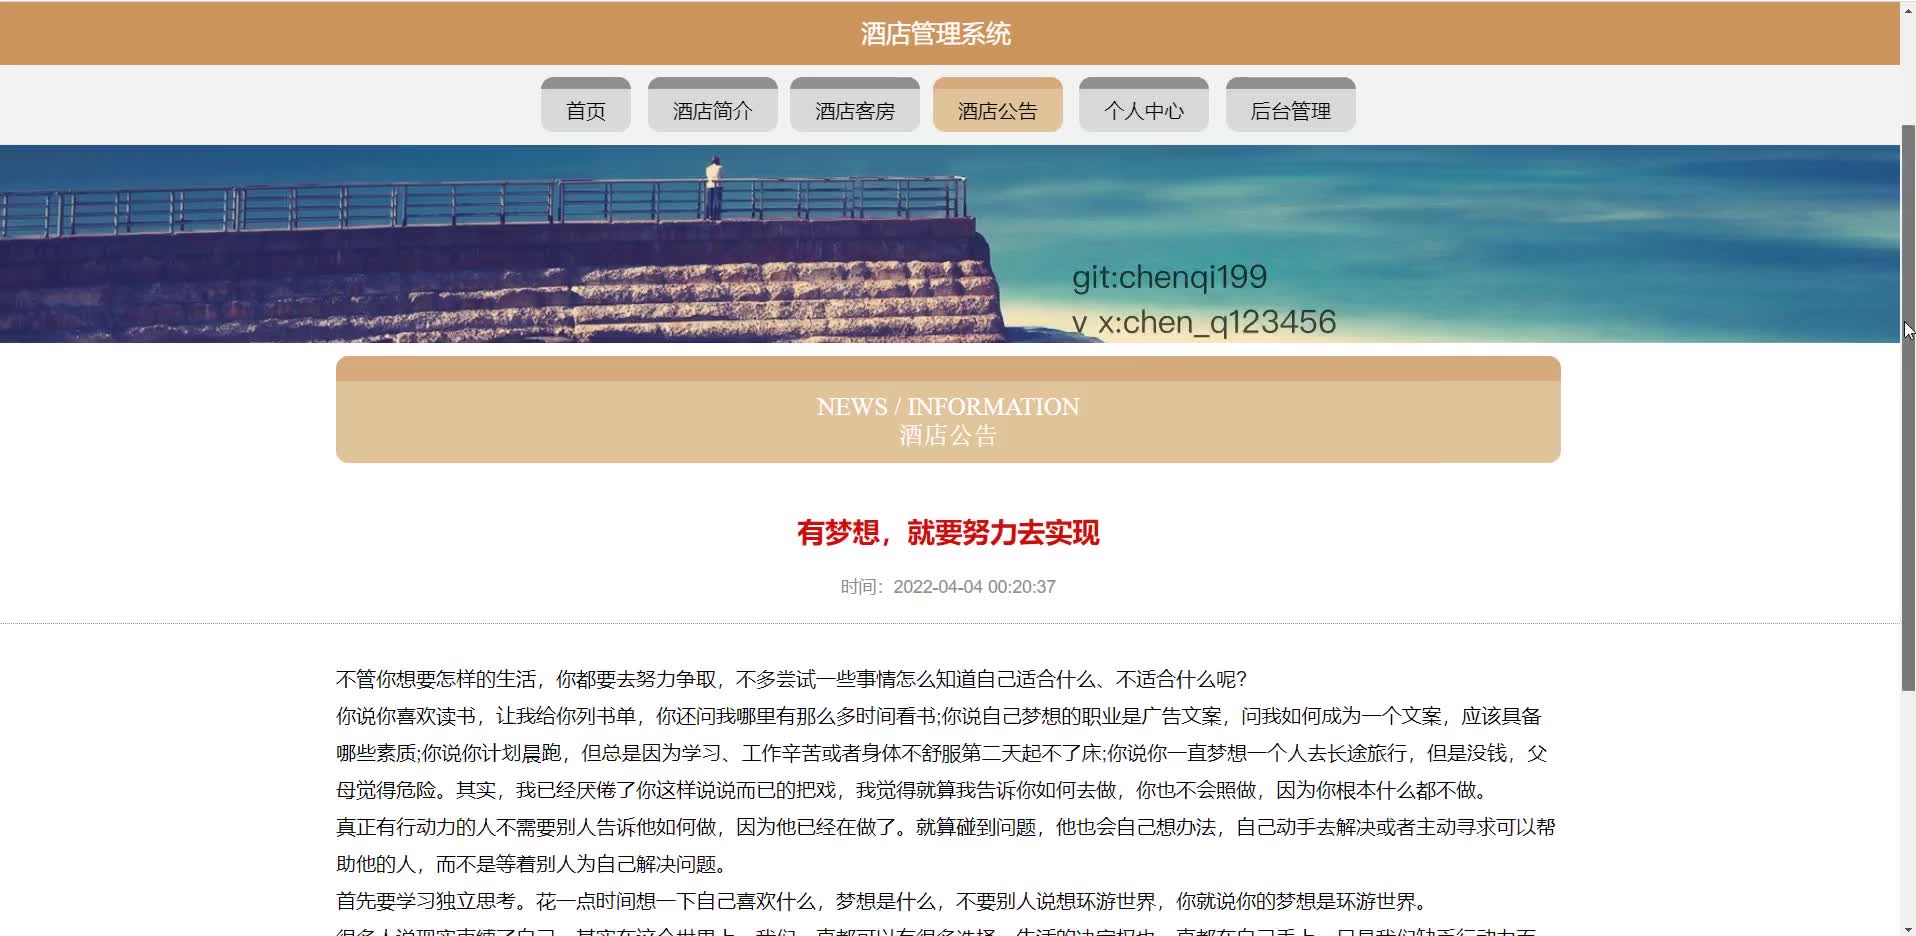 酒店管理系统
首页 酒店简介 酒店客房 酒店公告 个人中心 后台管理
git:chenqi199
v x:chen_q123456
NEWS / INFORMATION
酒店公告
有梦想，就要努力去实现
时间：2022-04-04 00:20:37
不管你想要怎样的生活，你都要去努力争取，不多尝试一些事情怎么知道自己适合什么、不适合什么呢？
你说你喜欢读书，让我给你列书单，你还问我哪里有那么多时间看书;你说自己梦想的职业是广告文案，问我如何成为一个文案，应该具备
哪些素质;你说你计划晨跑，但总是因为学习、工作辛苦或者身体不舒服第二天起不了床;你说你一直梦想一个人去长途旅行，但是没钱，父
母觉得危险。其实，我已经厌倦了你这样说说而已的把戏，我觉得就算我告诉你如何去做，你也不会照做，因为你根本什么都不做。
真正有行动力的人不需要别人告诉他如何做，因为他已经在做了。就算碰到问题，他也会自己想办法，自己动手去解决或者主动寻求可以帮
助他的人，而不是等着别人为自己解决问题。
首先要学习独立思考。花一点时间想一下自己喜欢什么，梦想是什么，不要别人说想环游世界，你就说你的梦想是环游世界。